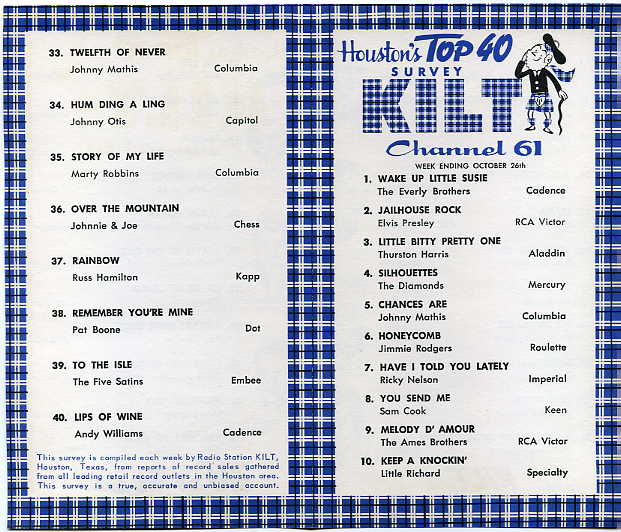 33. TWELFTH OF NEVER
Johnny Mathis Columbia
34. HUM DING A LING
Johnny Otis Capitol
35. STORY OF MY LIFE
Marty Robbins Columbia
36. OVER THE MOUNTAIN
Johnnie & Joe Chess
37. RAINBOW
Russ Hamilton Kapp
38. REMEMBER YOU'RE MINE
Pat Boone Dot
39. TO THE ISLE
The Five Satins Embee
40. LIPS OF WINE
Andy Williams Cadence
This survey is compiled each week by Radio Station KILT,
Houston, Texas, from reports of record sales gathered
from all leading retail record outlets in the Houston area.
This survey is a true, accurate and unbiased account.
Houston's TOP 40
SURVEY
KILT
Channel 61
WEEK ENDING OCTOBER 26th
1. WAKE UP LITTLE SUSIE
The Everly Brothers Cadence
2. JAILHOUSE ROCK
Elvis Presley RCA Victor
3. LITTLE BITTY PRETTY ONE
Thurston Harris Aladdin
4. SILHOUETTES
The Diamonds Mercury
5. CHANCES ARE
Johnny Mathis Columbia
6. HONEYCOMB
Jimmie Rodgers Roulette
7. HAVE I TOLD YOU LATELY
Ricky Nelson Imperial
8. YOU SEND ME
Sam Cook Keen
9. MELODY D' AMOUR
The Ames Brothers RCA Victor
10. KEEP A KNOCKIN'
Little Richard Specialty